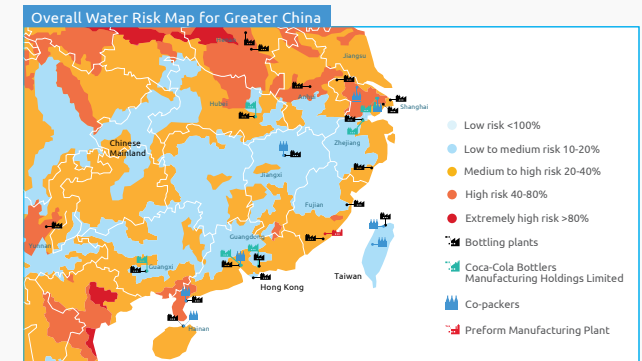 Overall Water Risk Map for Greater China
Jiangsu
Hubei
Anhui
Shanghai
Zhejiang
Chinese
Mainland
Jiangxi
Fujian
Yunnan
Guangdong
Guangxi
Hong Kong
Taiwan
Hainan
Low risk <100%
Low to medium risk 10-20%
Medium to high risk 20-40%
High risk 40-80%
Extremely high risk >80%
Bottling plants
Coca-Cola Bottlers
Manufacturing Holdings Limited
Co-packers
Preform Manufacturing Plant